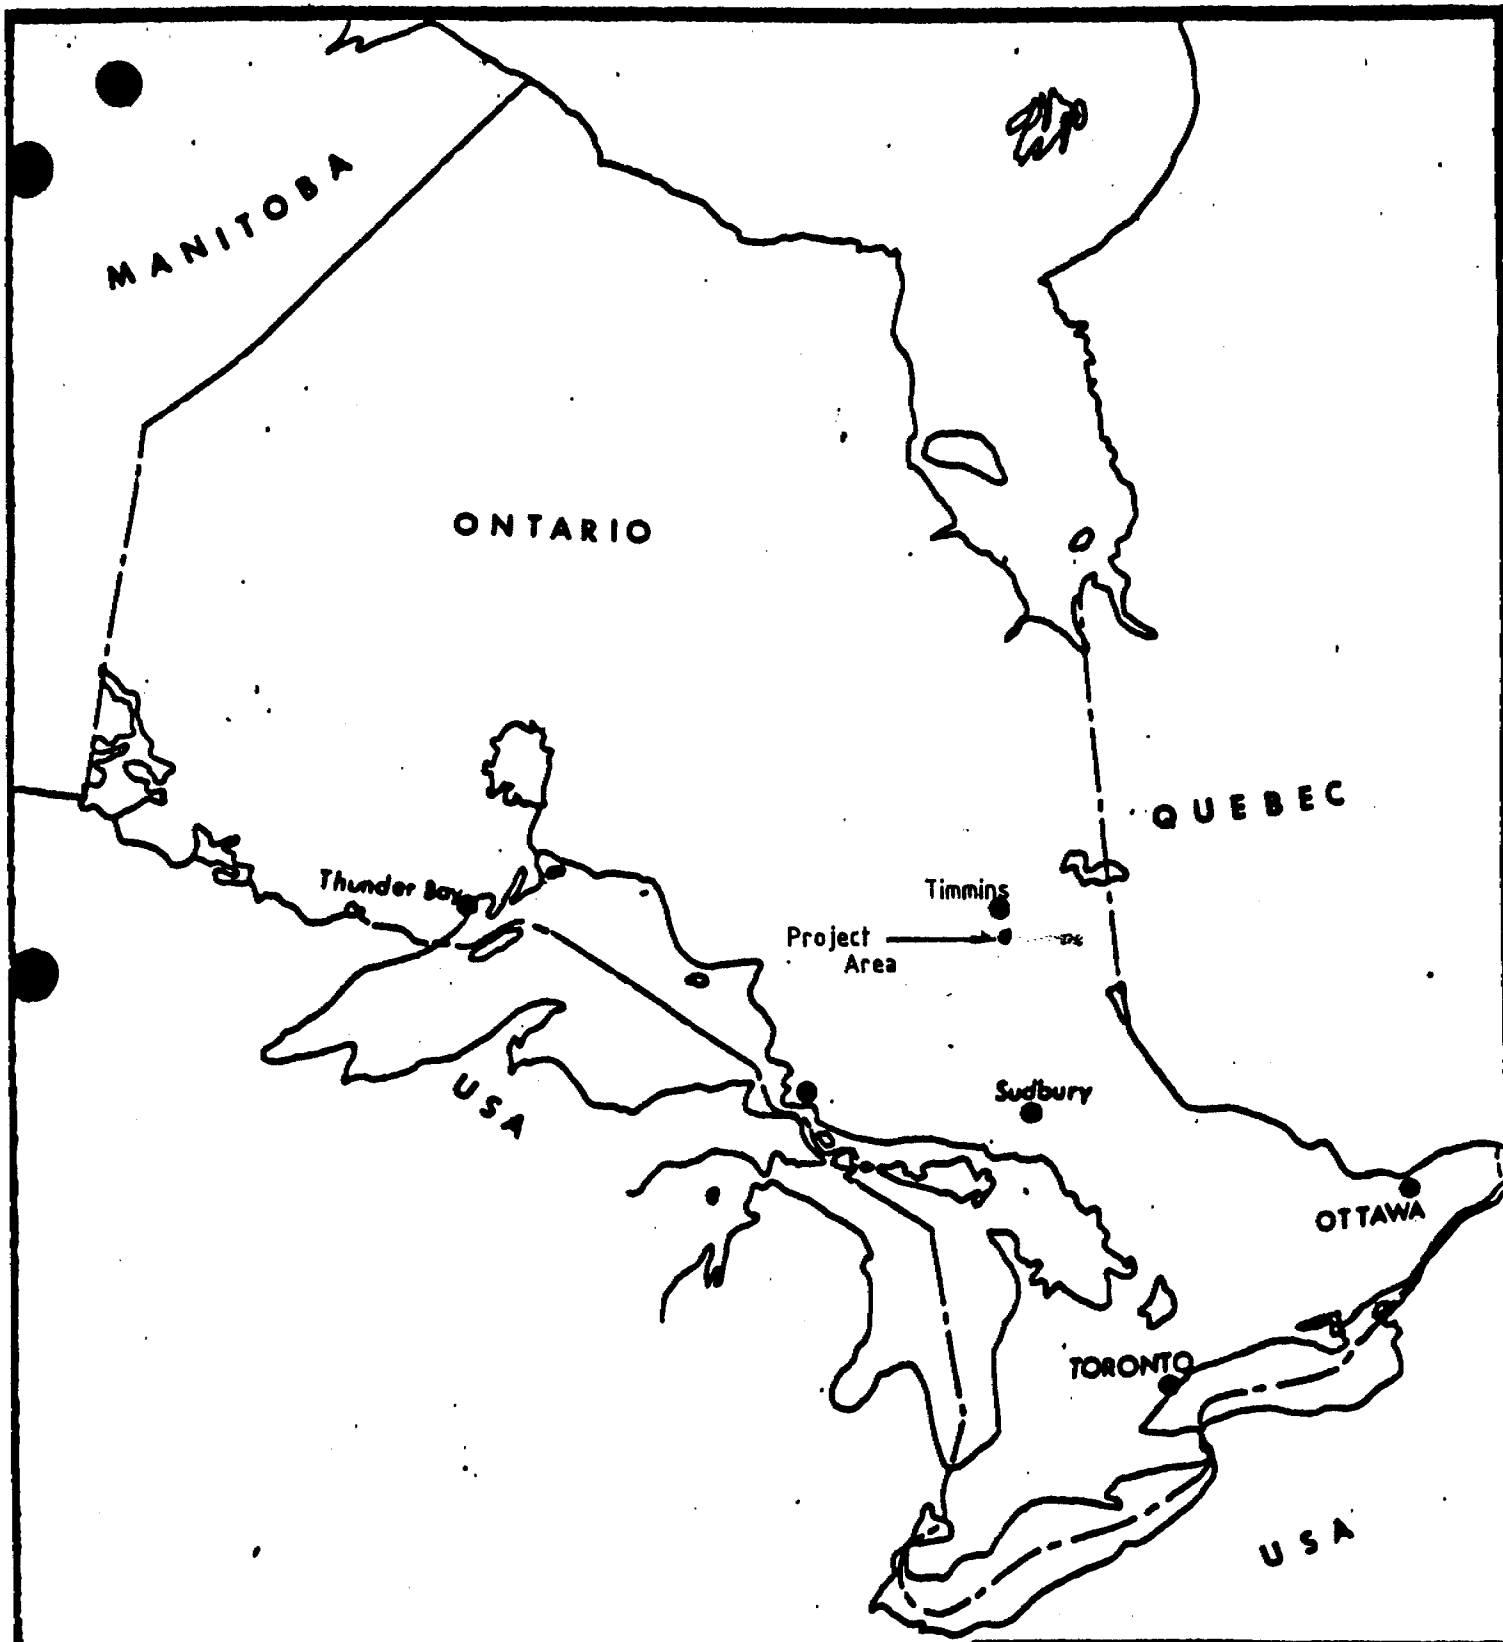 MANITOBA
ONTARIO
QUEBEC
Thunder Bay
Timmins
Project
Area
USA
Sudbury
OTTAWA
TORONTO
USA